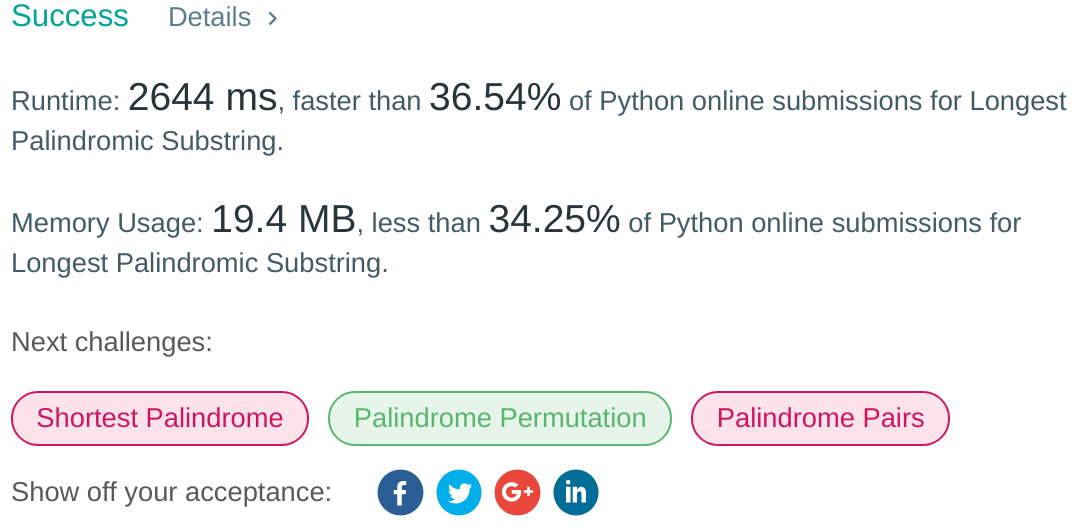 Success Details >
Runtime: 2644 ms, faster than 36.54% of Python online submissions for Longest
Palindromic Substring.
Memory Usage: 19.4 MB, less than 34.25% of Python online submissions for
Longest Palindromic Substring.
Next challenges:
Shortest Palindrome Palindrome Permutation Palindrome Pairs
Show off your acceptance: f G+ in